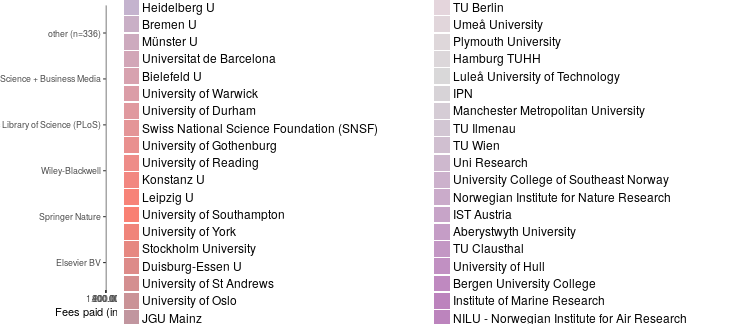 other (n=336)
Science + Business Media
Library of Science (PLoS)
Wiley-Blackwell
Springer Nature
Elsevier BV
Fees paid (in
Heidelberg U
Bremen U
Münster U
Universitat de Barcelona
Bielefeld U
University of Warwick
University of Durham
Swiss National Science Foundation (SNSF)
University of Gothenburg
University of Reading
Konstanz U
Leipzig U
University of Southampton
University of York
Stockholm University
Duisburg-Essen U
University of St Andrews
University of Oslo
JGU Mainz
TU Berlin
Umeå University
Plymouth University
Hamburg TUHH
Luleå University of Technology
IPN
Manchester Metropolitan University
TU Ilmenau
TU Wien
Uni Research
University College of Southeast Norway
Norwegian Institute for Nature Research
IST Austria
Aberystwyth University
TU Clausthal
University of Hull
Bergen University College
Institute of Marine Research
NILU - Norwegian Institute for Air Research